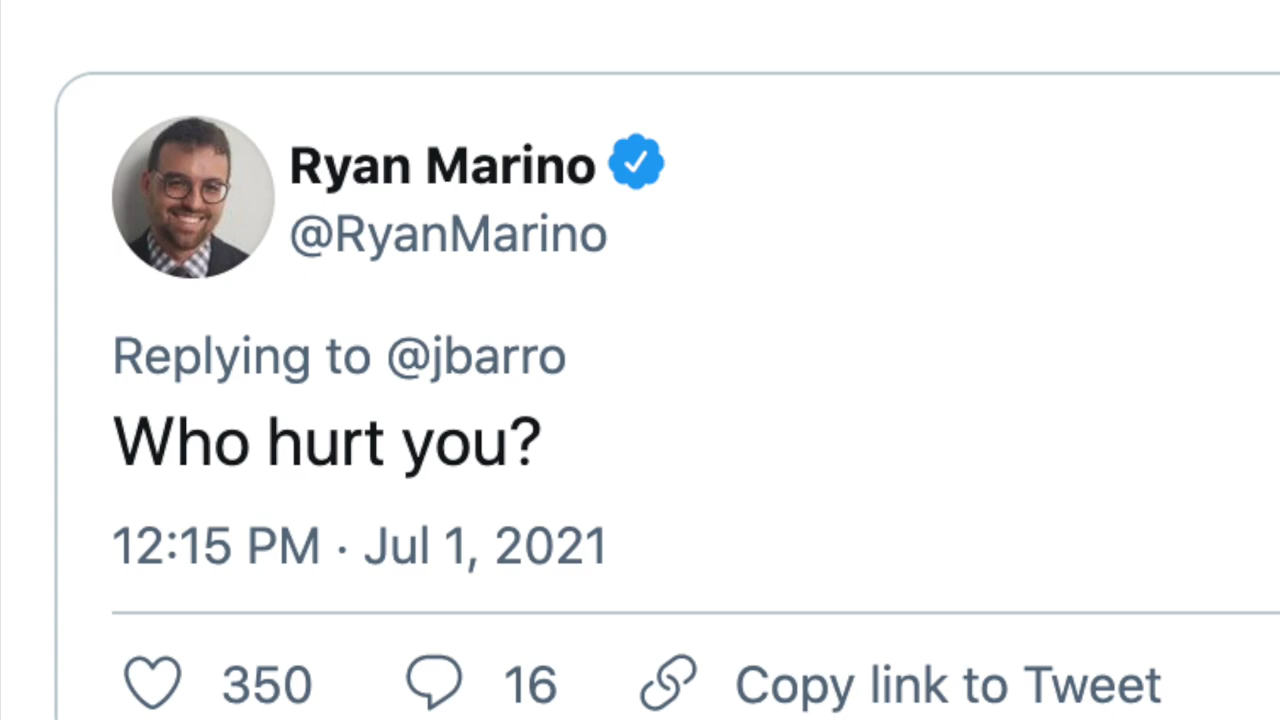 Ryan Marino
@RyanMarino
Replying to @jbarro
Who hurt you?
12:15 PM · Jul 1, 2021
350 16 Copy link to Tweet